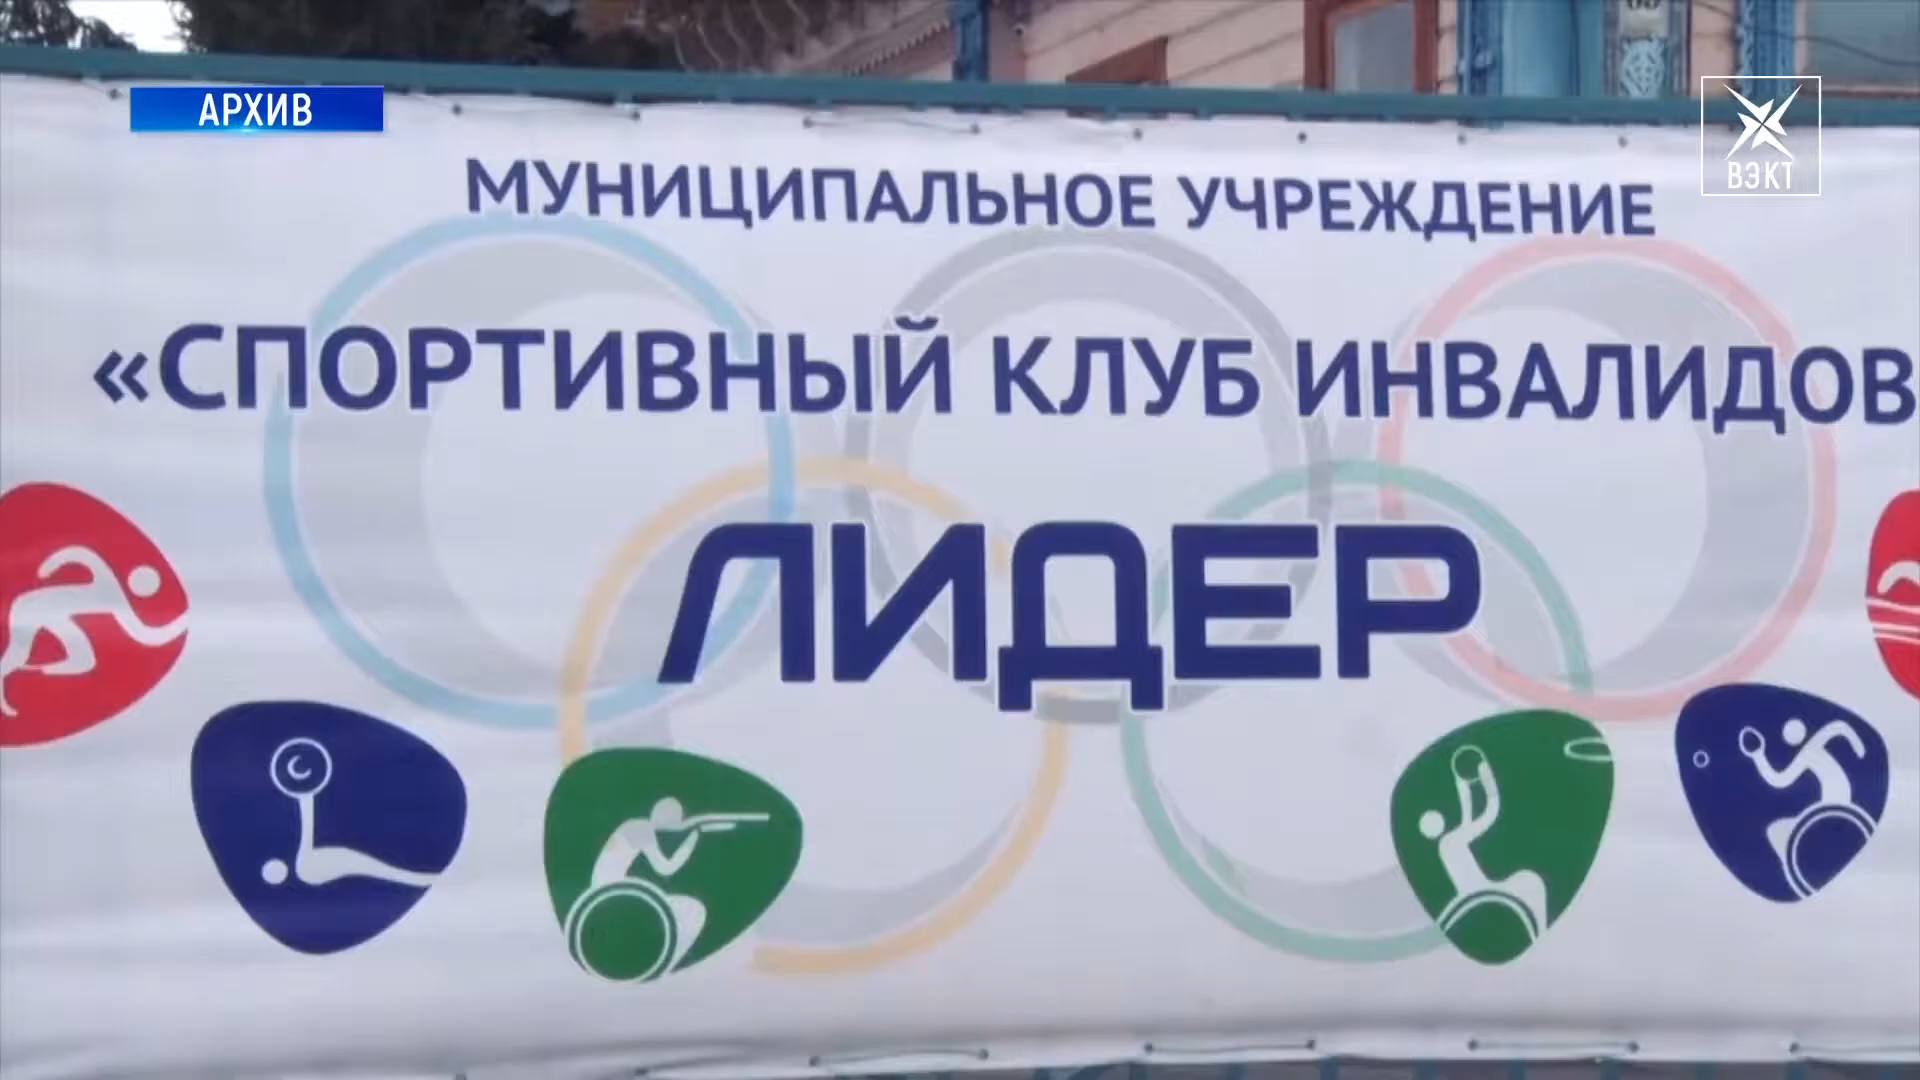 АРХИВ
ВЭКТ
МУНИЦИПАЛЬНОЕ УЧРЕЖДЕНИЕ
«СПОРТИВНЫЙ КЛУБ ИНВАЛИДОВ
ЛИДЕР